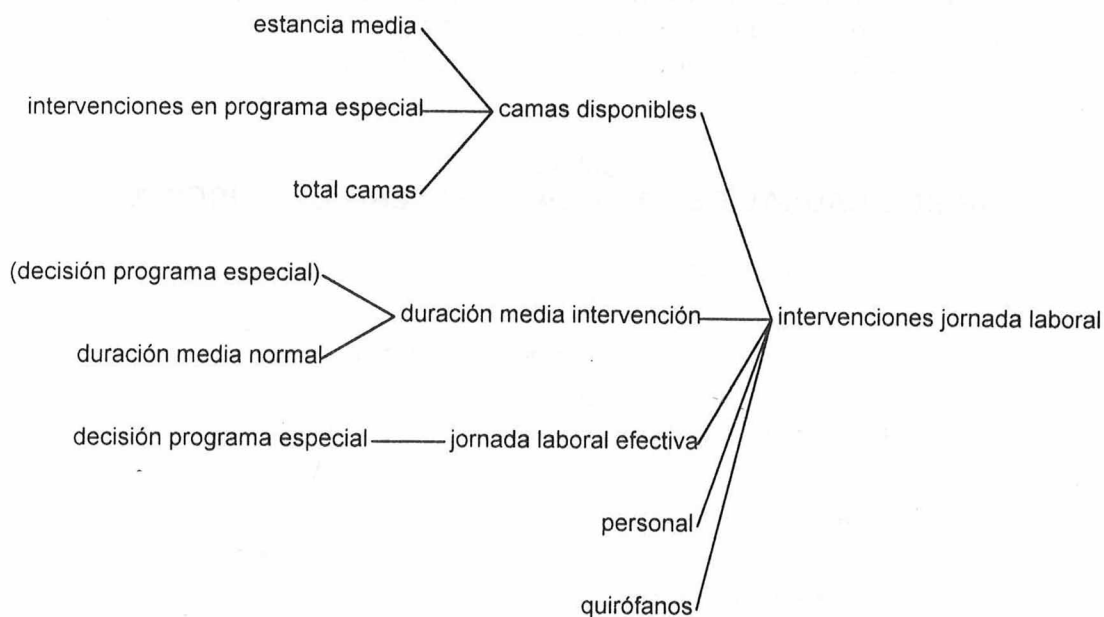 estancia media
intervenciones en programa especial
camas disponibles
total camas
(decisión programa especial)
duración media intervención
intervenciones jornada laboral
duración media normal
decisión programa especial
jornada laboral efectiva
personal
quirófanos